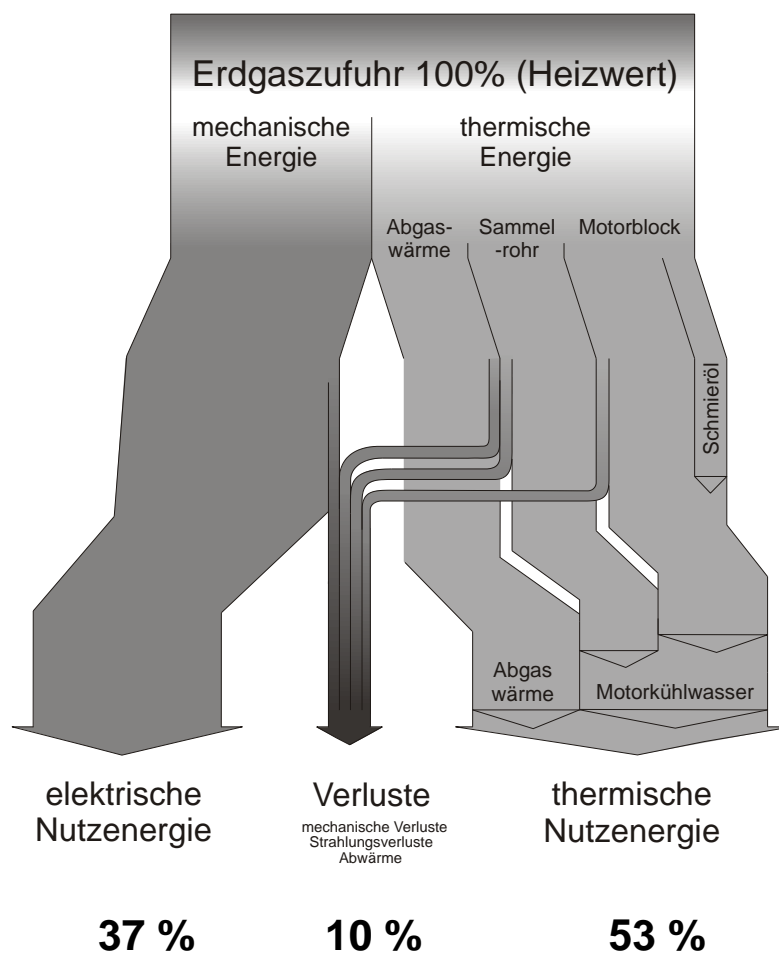 Erdgaszufuhr 100% (Heizwert)
mechanische
Energie
thermische
Energie
Abgas-
wärme
Sammel
-rohr
Motorblock
Schmieröl
Abgas
wärme
Motorkühlwasser
elektrische
Nutzenergie
Verluste
mechanische Verluste
Strahlungsverluste
Abwärme
thermische
Nutzenergie
37 %
10 %
53 %